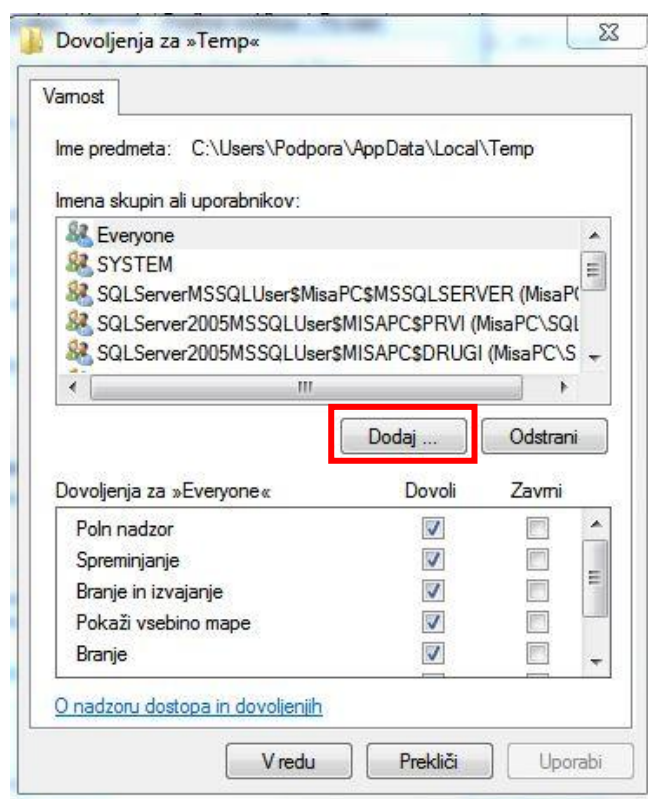 Dovoljenja za »Temp«
Varnost
Ime predmeta: C:\Users\Podpora\AppData\Local\Temp
Imena skupin ali uporabnikov:
Everyone
SYSTEM
SQLServerMSSQLUser$MisaPC$MSSQLSERVER (MisaPC
SQLServer2005MSSQLUser$MISAPC$PRVI (MisaPC\SQL
SQLServer2005MSSQLUser$MISAPC$DRUGI (MisaPC\S
Dodaj ... Odstrani
Dovoljenja za »Everyone« Dovoli Zavrni
Poln nadzor
Spreminjanje
Branje in izvajanje
Pokaži vsebino mape
Branje
O nadzoru dostopa in dovoljenjih
V redu Prekliči Uporabi